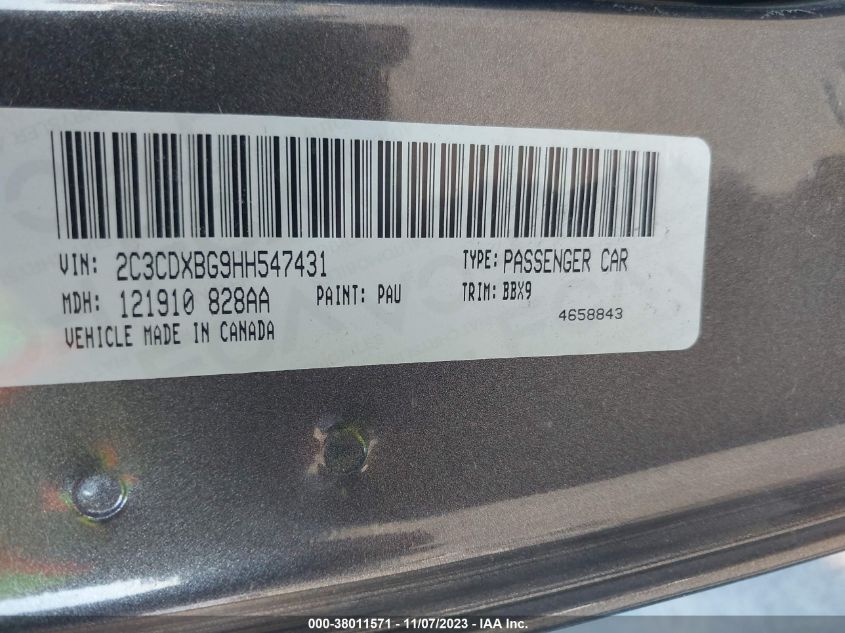 VIN: 2C3CDXBG9HH547431 TYPE: PASSENGER CAR
MDH: 121910 828AA PAINT: PAU TRIM: BBX9
4658843
VEHICLE MADE IN CANADA
000-38011571 - 11/07/2023 - IAA Inc.